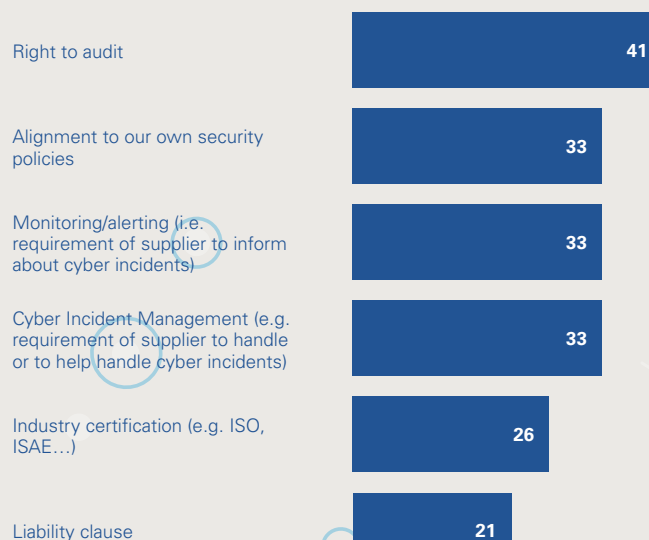 Right to audit
41
Alignment to our own security
policies
33
Monitoring/alerting (i.e.
requirement of supplier to inform
about cyber incidents)
33
Cyber Incident Management (e.g.
requirement of supplier to handle
or to help handle cyber incidents)
33
Industry certification (e.g. ISO,
ISAE…)
26
Liability clause
21